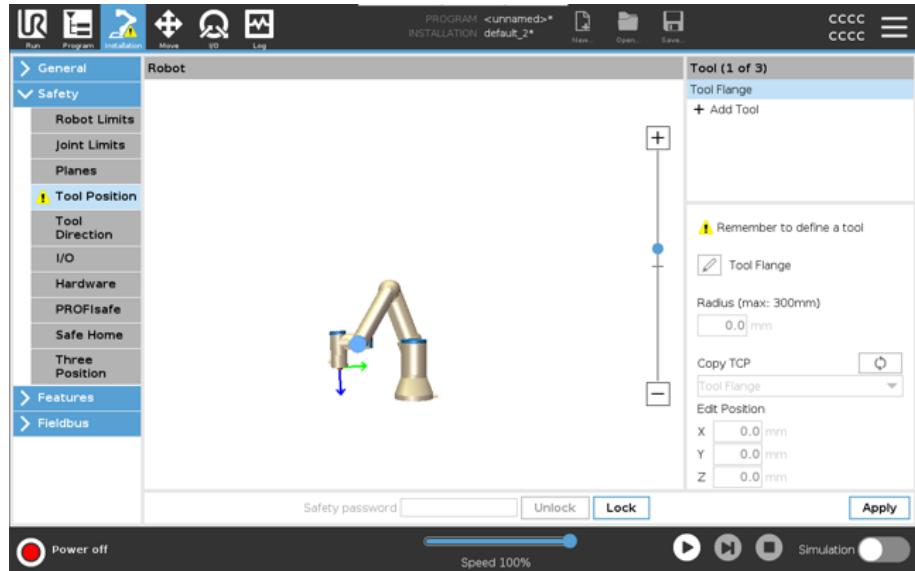 PROGRAM <unnamed>*
INSTALLATION default_2*
cccc
cccc
Run
Program
Installation
Move
I/O
Log
New...
Open...
Save...
General
Safety
Robot Limits
Joint Limits
Planes
Tool Position
Tool
Direction
I/O
Hardware
PROFIsafe
Safe Home
Three
Position
Features
Fieldbus
Robot
Tool (1 of 3)
Tool Flange
+ Add Tool
Remember to define a tool
Tool Flange
Radius (max: 300mm)
0.0 mm
Copy TCP
Tool Flange
Edit Position
X 0.0 mm
Y 0.0 mm
Z 0.0 mm
Safety password
Unlock
Lock
Apply
Power off
Speed 100%
Simulation